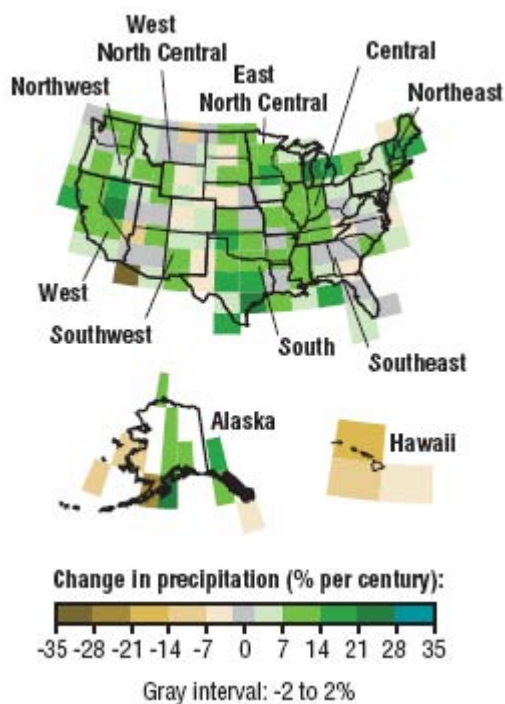 West
North Central
Central
Northwest
East
North Central
Northeast
West
Southwest
South
Southeast
Alaska
Hawaii
Change in precipitation (% per century):
-35 -28 -21 -14 -7 0 7 14 21 28 35
Gray interval: -2 to 2%